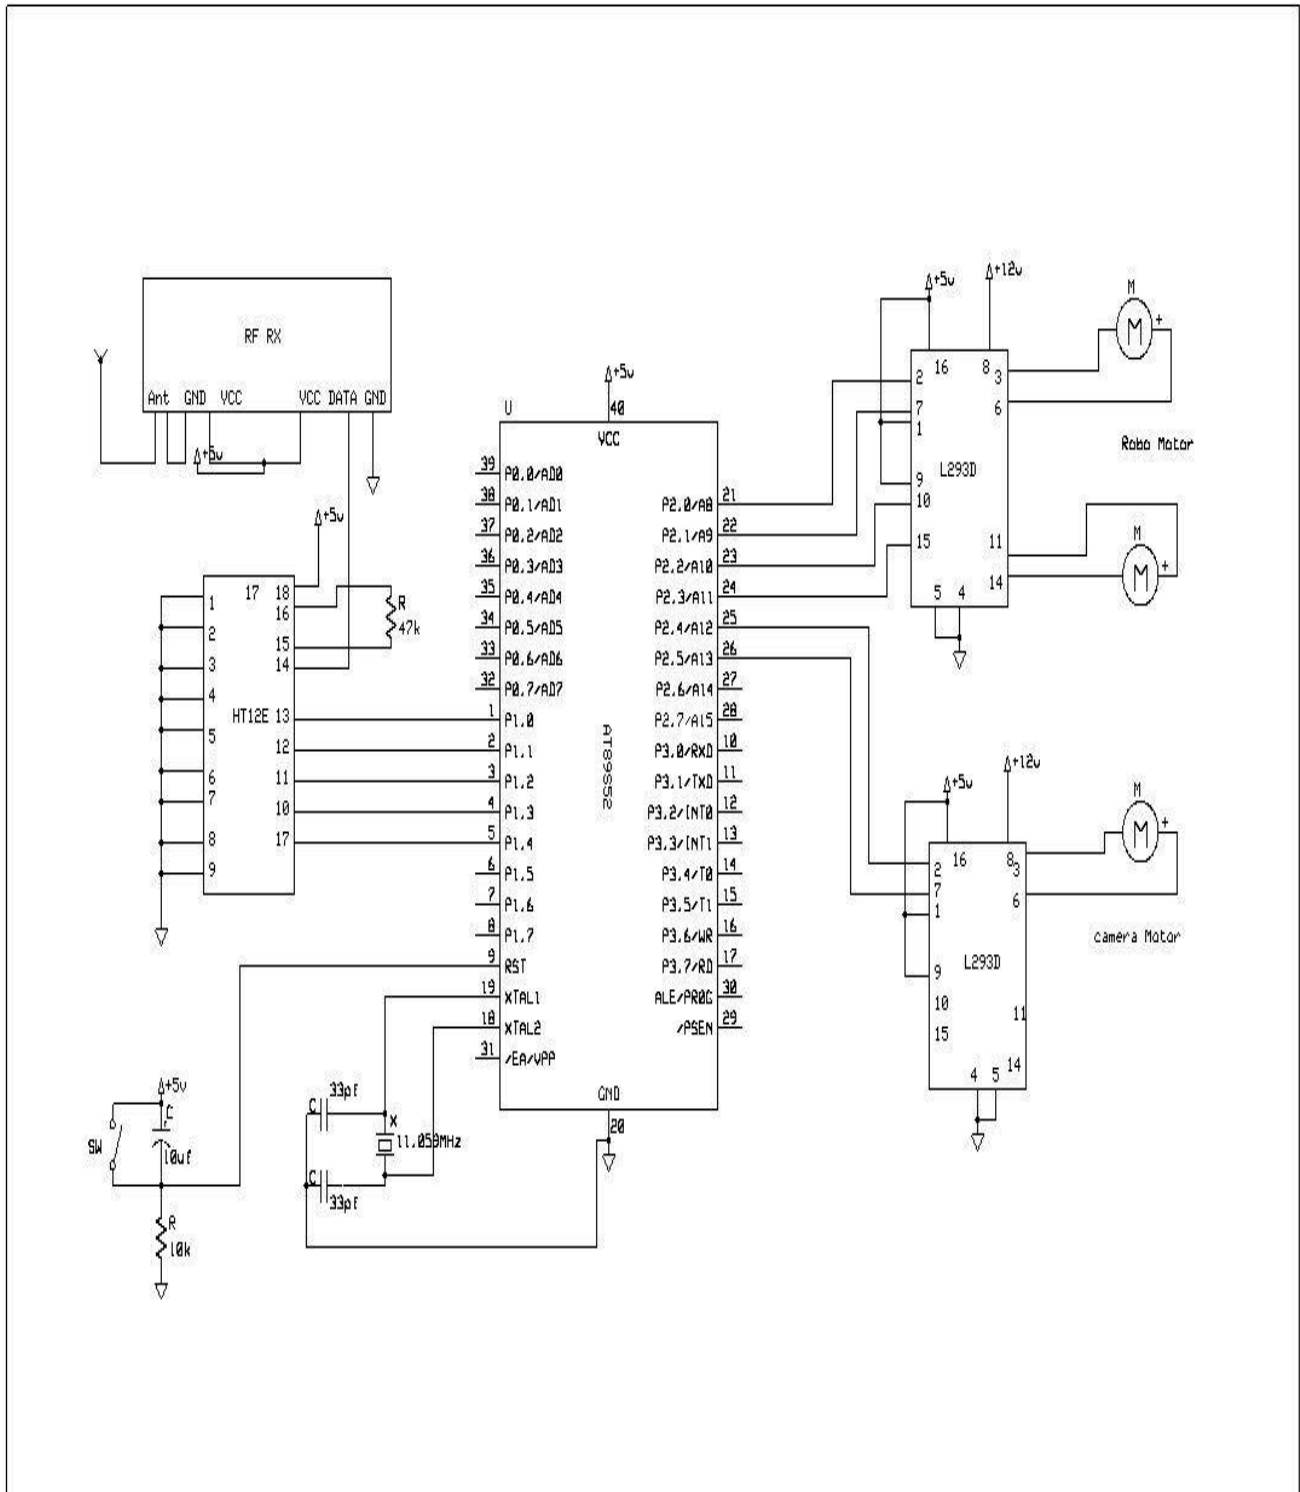 RF RX
Ant GND VCC VCC DATA GND
+5v
+5v
17 18
16
15
14
HT12E 13
12
11
10
17
1
2
3
4
5
6
7
8
9
R
47k
+5v
SW
C
10uf
R
10k
C 33pf
X
11.059MHz
C 33pf
U
+5v
40
VCC
39 P0.0/AD0
38 P0.1/AD1
37 P0.2/AD2
36 P0.3/AD3
35 P0.4/AD4
34 P0.5/AD5
33 P0.6/AD6
32 P0.7/AD7
1 P1.0
2 P1.1
3 P1.2
4 P1.3
5 P1.4
6 P1.5
7 P1.6
8 P1.7
9 RST
19 XTAL1
18 XTAL2
31 /EA/VPP
AT89S52
P2.0/A8 21
P2.1/A9 22
P2.2/A10 23
P2.3/A11 24
P2.4/A12 25
P2.5/A13 26
P2.6/A14 27
P2.7/A15 28
P3.0/RXD 10
P3.1/TXD 11
P3.2/INT0 12
P3.3/INT1 13
P3.4/T0 14
P3.5/T1 15
P3.6/WR 16
P3.7/RD 17
ALE/PROG 30
/PSEN 29
GND
20
+5v
+12v
16 8
2
7
1
L293D
9
10
15
3
6
11
14
5 4
M
M +
Robo Motor
M
M +
+5v
+12v
16 8
2
7
1
L293D
9
10
15
3
6
11
14
4 5
M
M +
camera Motor